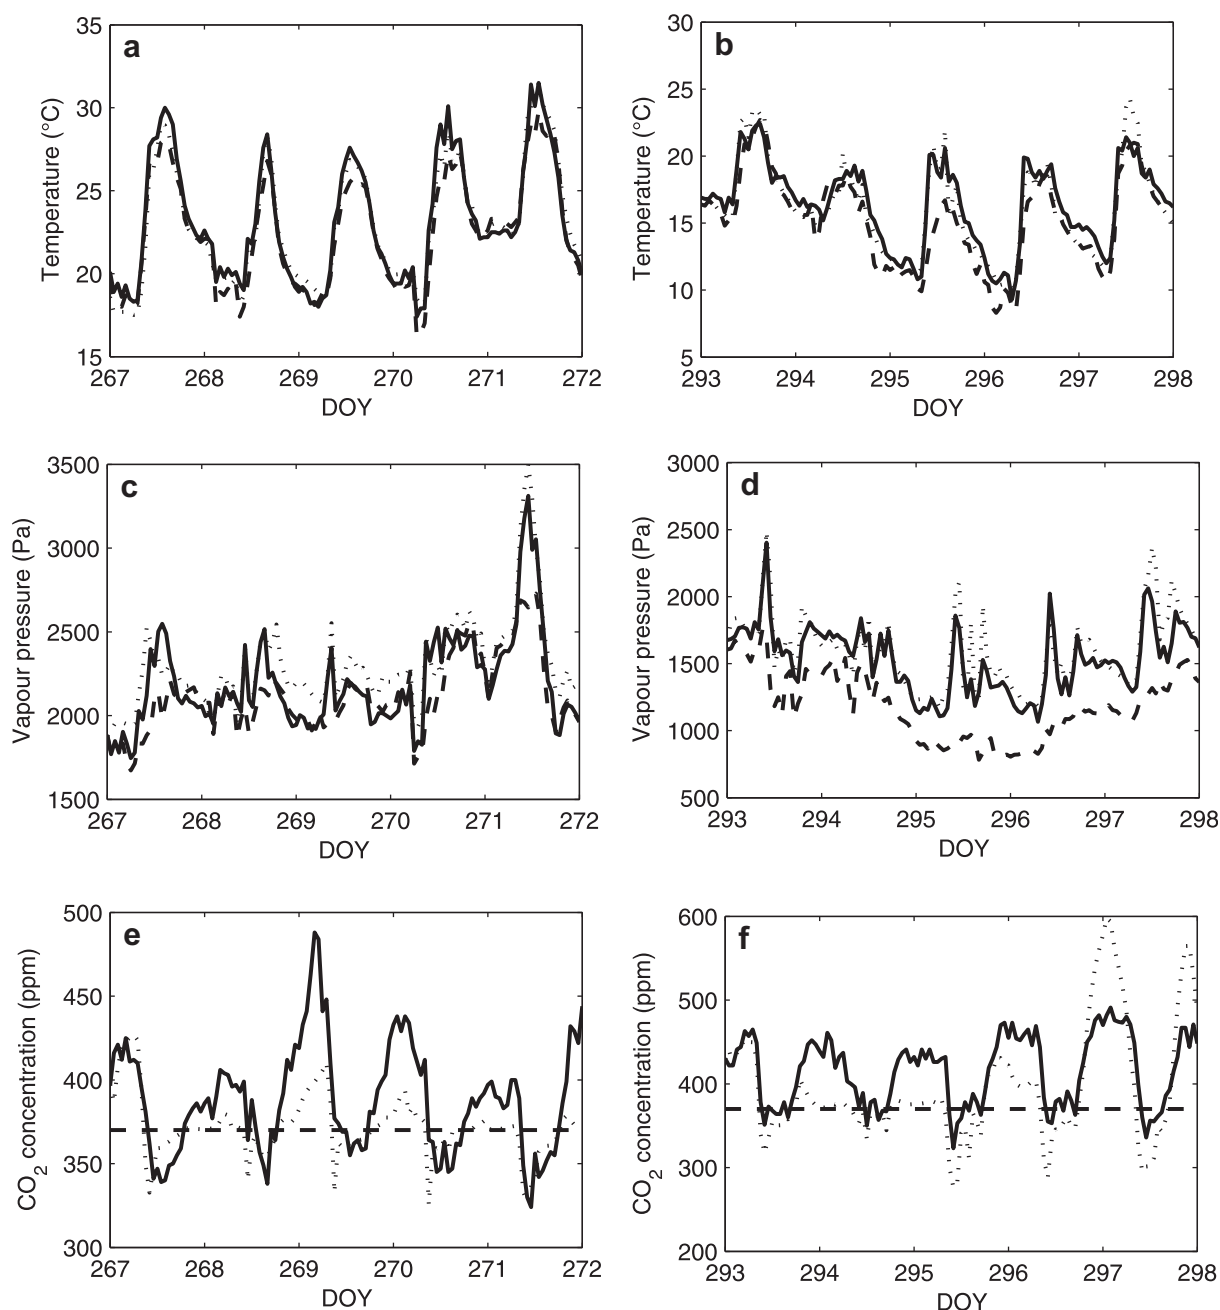 a
35
30
25
20
15
Temperature (°C)
267 268 269 270 271 272
DOY
b
30
25
20
15
10
5
Temperature (°C)
293 294 295 296 297 298
DOY
c
3500
3000
2500
2000
1500
Vapour pressure (Pa)
267 268 269 270 271 272
DOY
d
3000
2500
2000
1500
1000
500
Vapour pressure (Pa)
293 294 295 296 297 298
DOY
e
500
450
400
350
300
CO2 concentration (ppm)
267 268 269 270 271 272
DOY
f
600
500
400
300
200
CO2 concentration (ppm)
293 294 295 296 297 298
DOY